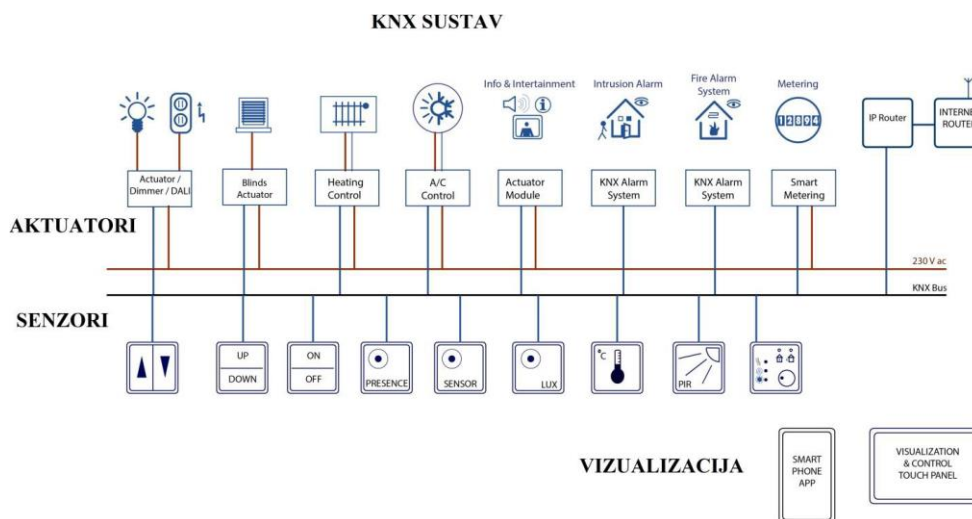 KNX SUSTAV
Info & Intertainment
Intrusion Alarm
Fire Alarm
System
Metering
12894
IP Router
INTERNET
ROUTER
Actuator /
Dimmer / DALI
Blinds
Actuator
Heating
Control
A/C
Control
Actuator
Module
KNX Alarm
System
KNX Alarm
System
Smart
Metering
AKTUATORI
230 V ac
KNX Bus
SENZORI
UP
DOWN
ON
OFF
PRESENCE
SENSOR
LUX
°C
PIR
VIZUALIZACIJA
SMART
PHONE
APP
VISUALIZATION
& CONTROL
TOUCH PANEL